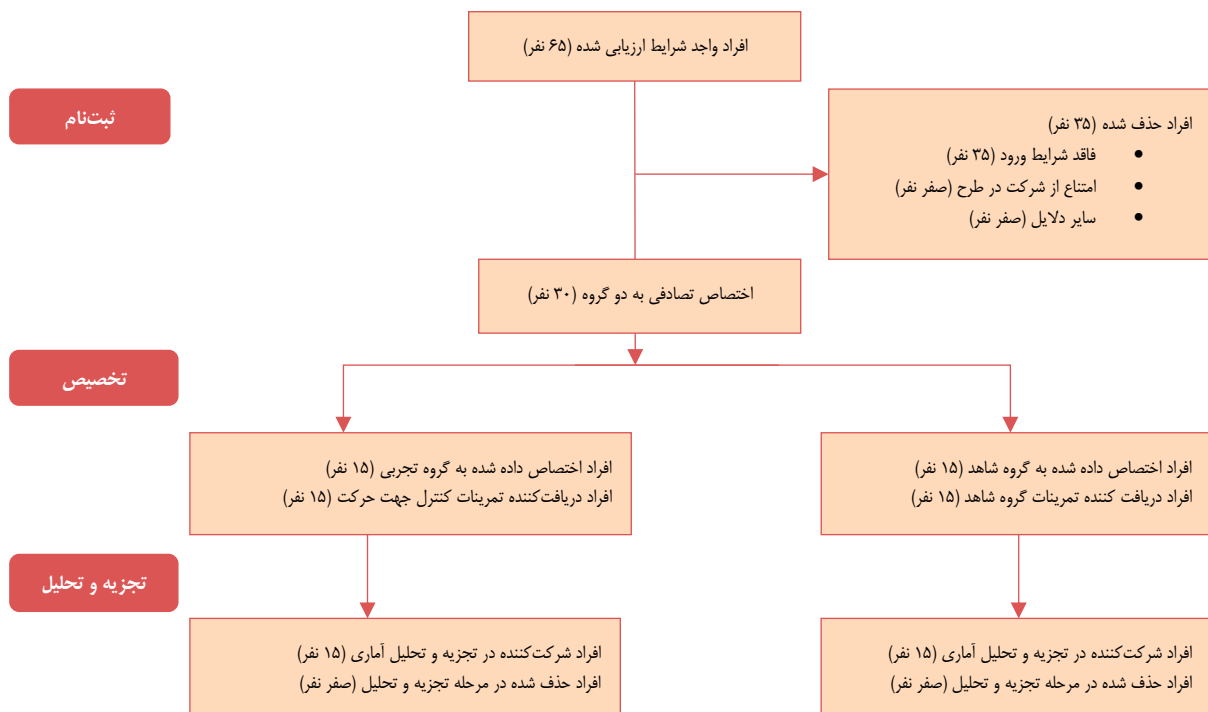 افراد واجد شرایط ارزیابی شده (۶۵ نفر)
ثبت‌نام
افراد حذف شده (۳۵ نفر)
• فاقد شرایط ورود (۳۵ نفر)
• امتناع از شرکت در طرح (صفر نفر)
• سایر دلایل (صفر نفر)
اختصاص تصادفی به دو گروه (۳۰ نفر)
تخصیص
افراد اختصاص داده شده به گروه شاهد (۱۵ نفر)
افراد دریافت کننده تمرینات گروه شاهد (۱۵ نفر)
افراد اختصاص داده شده به گروه تجربی (۱۵ نفر)
افراد دریافت‌کننده تمرینات کنترل جهت حرکت (۱۵ نفر)
تجزیه و تحلیل
افراد شرکت‌کننده در تجزیه و تحلیل آماری (۱۵ نفر)
افراد حذف شده در مرحله تجزیه و تحلیل (صفر نفر)
افراد شرکت‌کننده در تجزیه و تحلیل آماری (۱۵ نفر)
افراد حذف شده در مرحله تجزیه و تحلیل (صفر نفر)